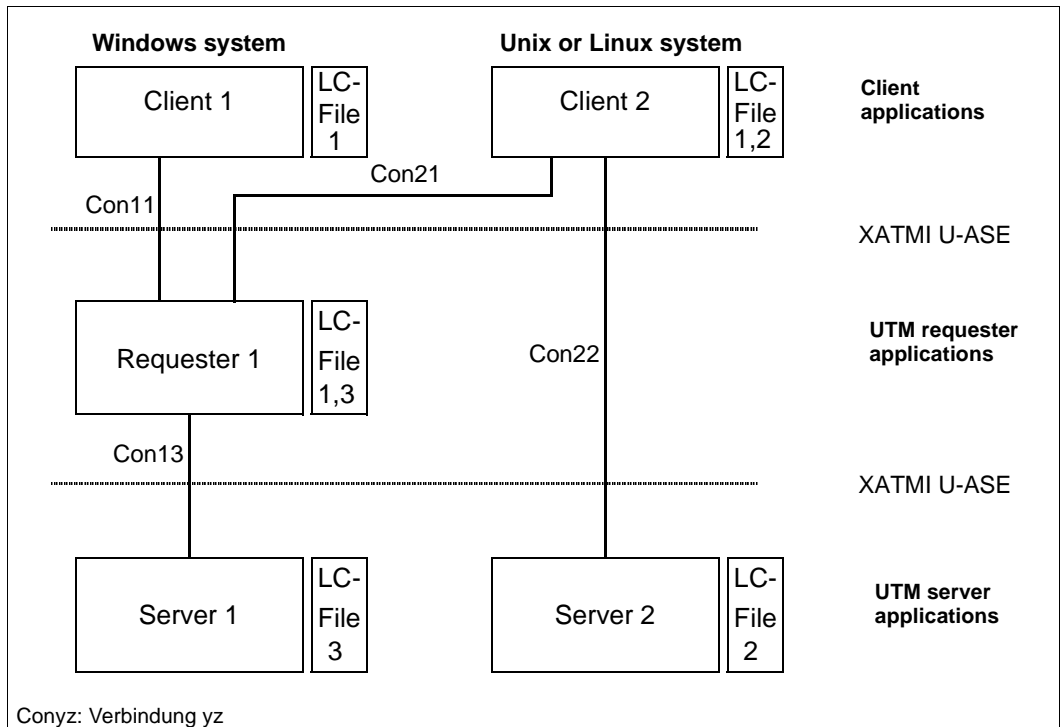 Windows system
Unix or Linux system
Client 1
LC-
File
1
Client 2
LC-
File
1,2
Client
applications
Con11
Con21
XATMI U-ASE
Requester 1
LC-
File
1,3
Con22
UTM requester
applications
Con13
XATMI U-ASE
Server 1
LC-
File
3
Server 2
LC-
File
2
UTM server
applications
Conyz: Verbindung yz